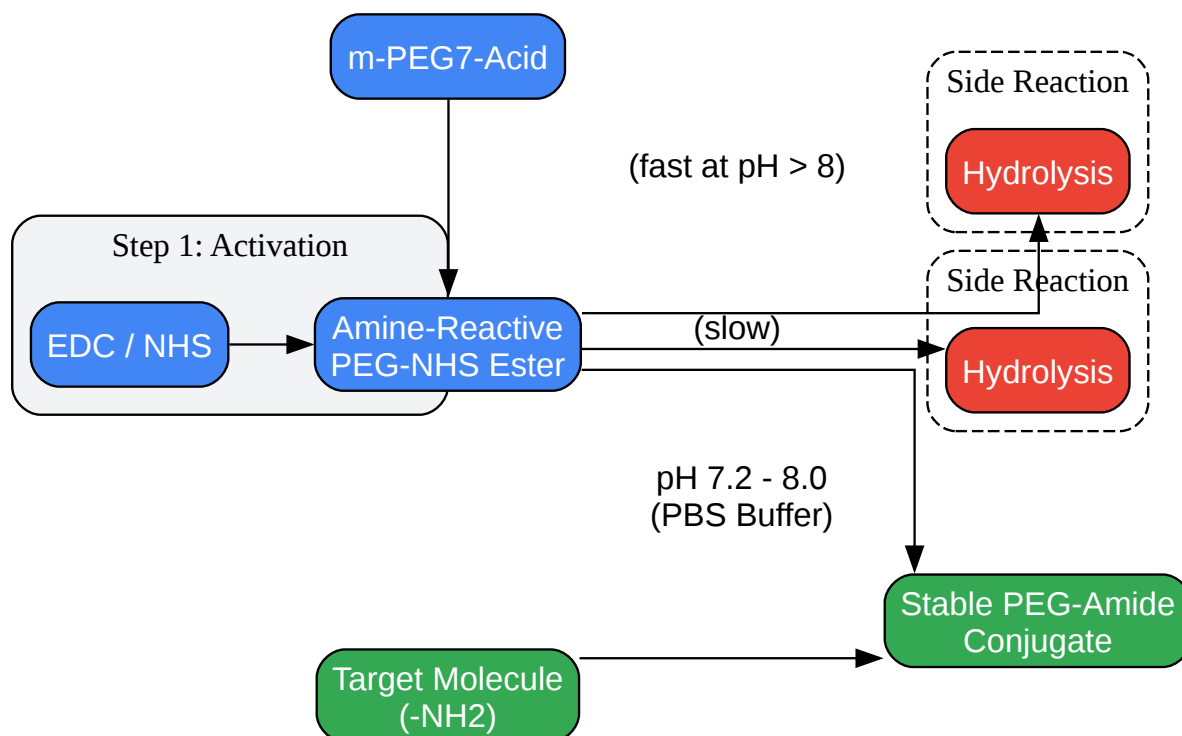 m-PEG7-Acid
Side Reaction
Hydrolysis
(fast at pH > 8)
Step 1: Activation
EDC / NHS
Amine-Reactive
PEG-NHS Ester
(slow)
Side Reaction
Hydrolysis
pH 7.2 - 8.0
(PBS Buffer)
Stable PEG-Amide
Conjugate
Target Molecule
(-NH2)